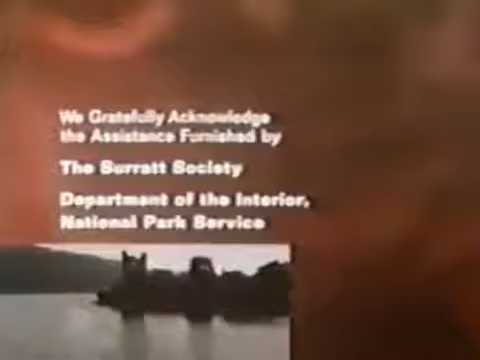 We Gratefully Acknowledge
the Assistance Furnished by
The Surratt Society
Department of the Interior,
National Park Service